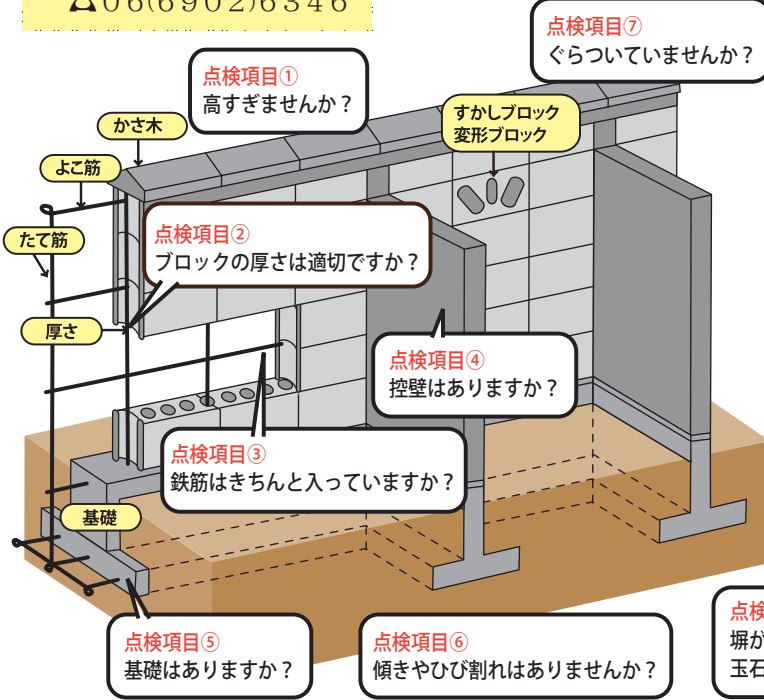 ☎06(6902)6346
点検項目⑦
ぐらついていませんか？
点検項目①
高すぎませんか？
すかしブロック
変形ブロック
かさ木
よこ筋
たて筋
点検項目②
ブロックの厚さは適切ですか？
厚さ
点検項目④
控壁はありますか？
点検項目③
鉄筋はきちんと入っていますか？
基礎
点検項目⑤
基礎はありますか？
点検項目⑥
傾きやひび割れはありませんか？
点検
塀が
玉石